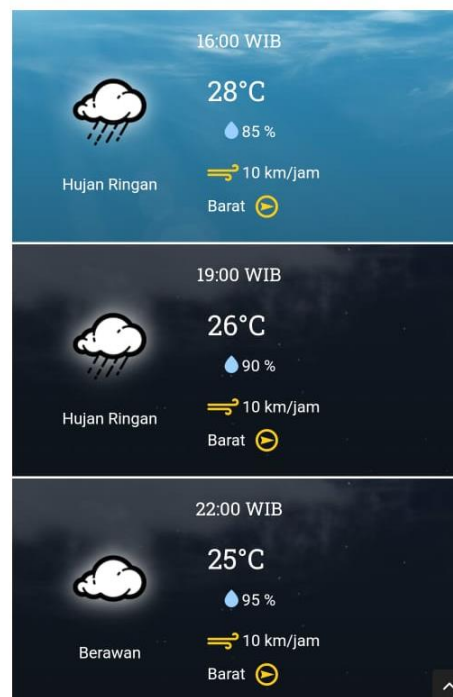 16:00 WIB
28°C
85 %
Hujan Ringan
10 km/jam
Barat
19:00 WIB
26°C
90 %
Hujan Ringan
10 km/jam
Barat
22:00 WIB
25°C
95 %
Berawan
10 km/jam
Barat